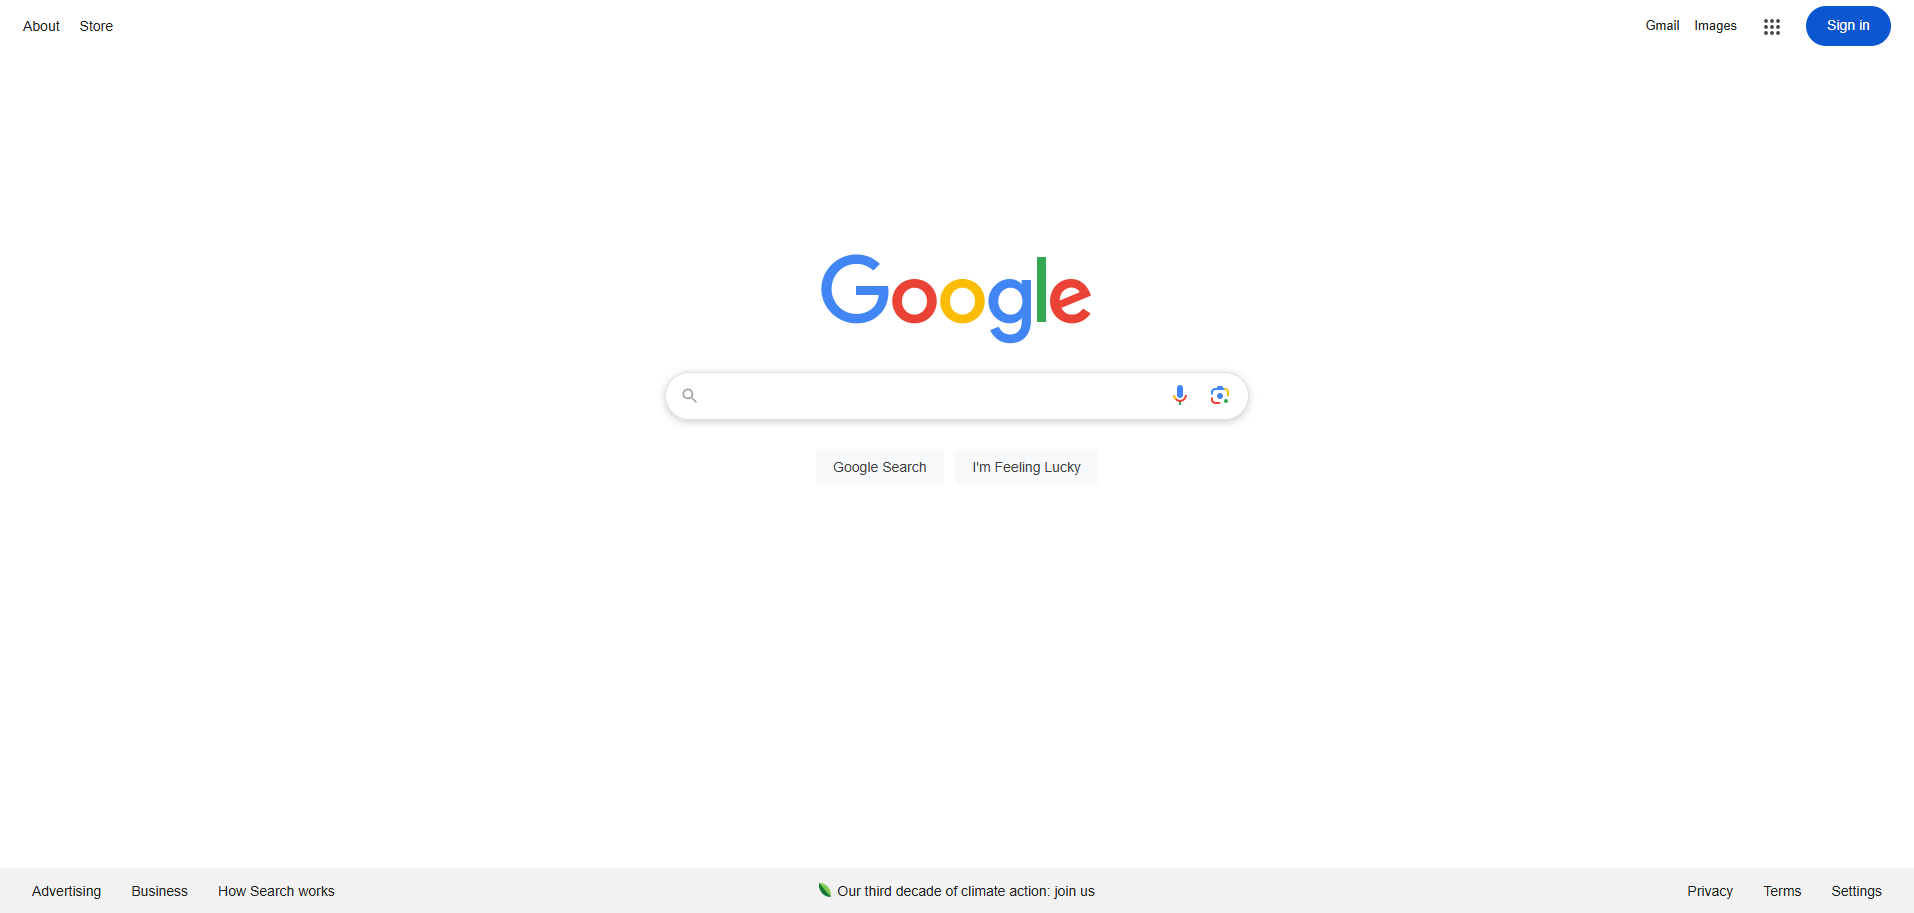 About Store Gmail Images Sign in
Google
Google Search I'm Feeling Lucky
Advertising Business How Search works Our third decade of climate action: join us Privacy Terms Settings